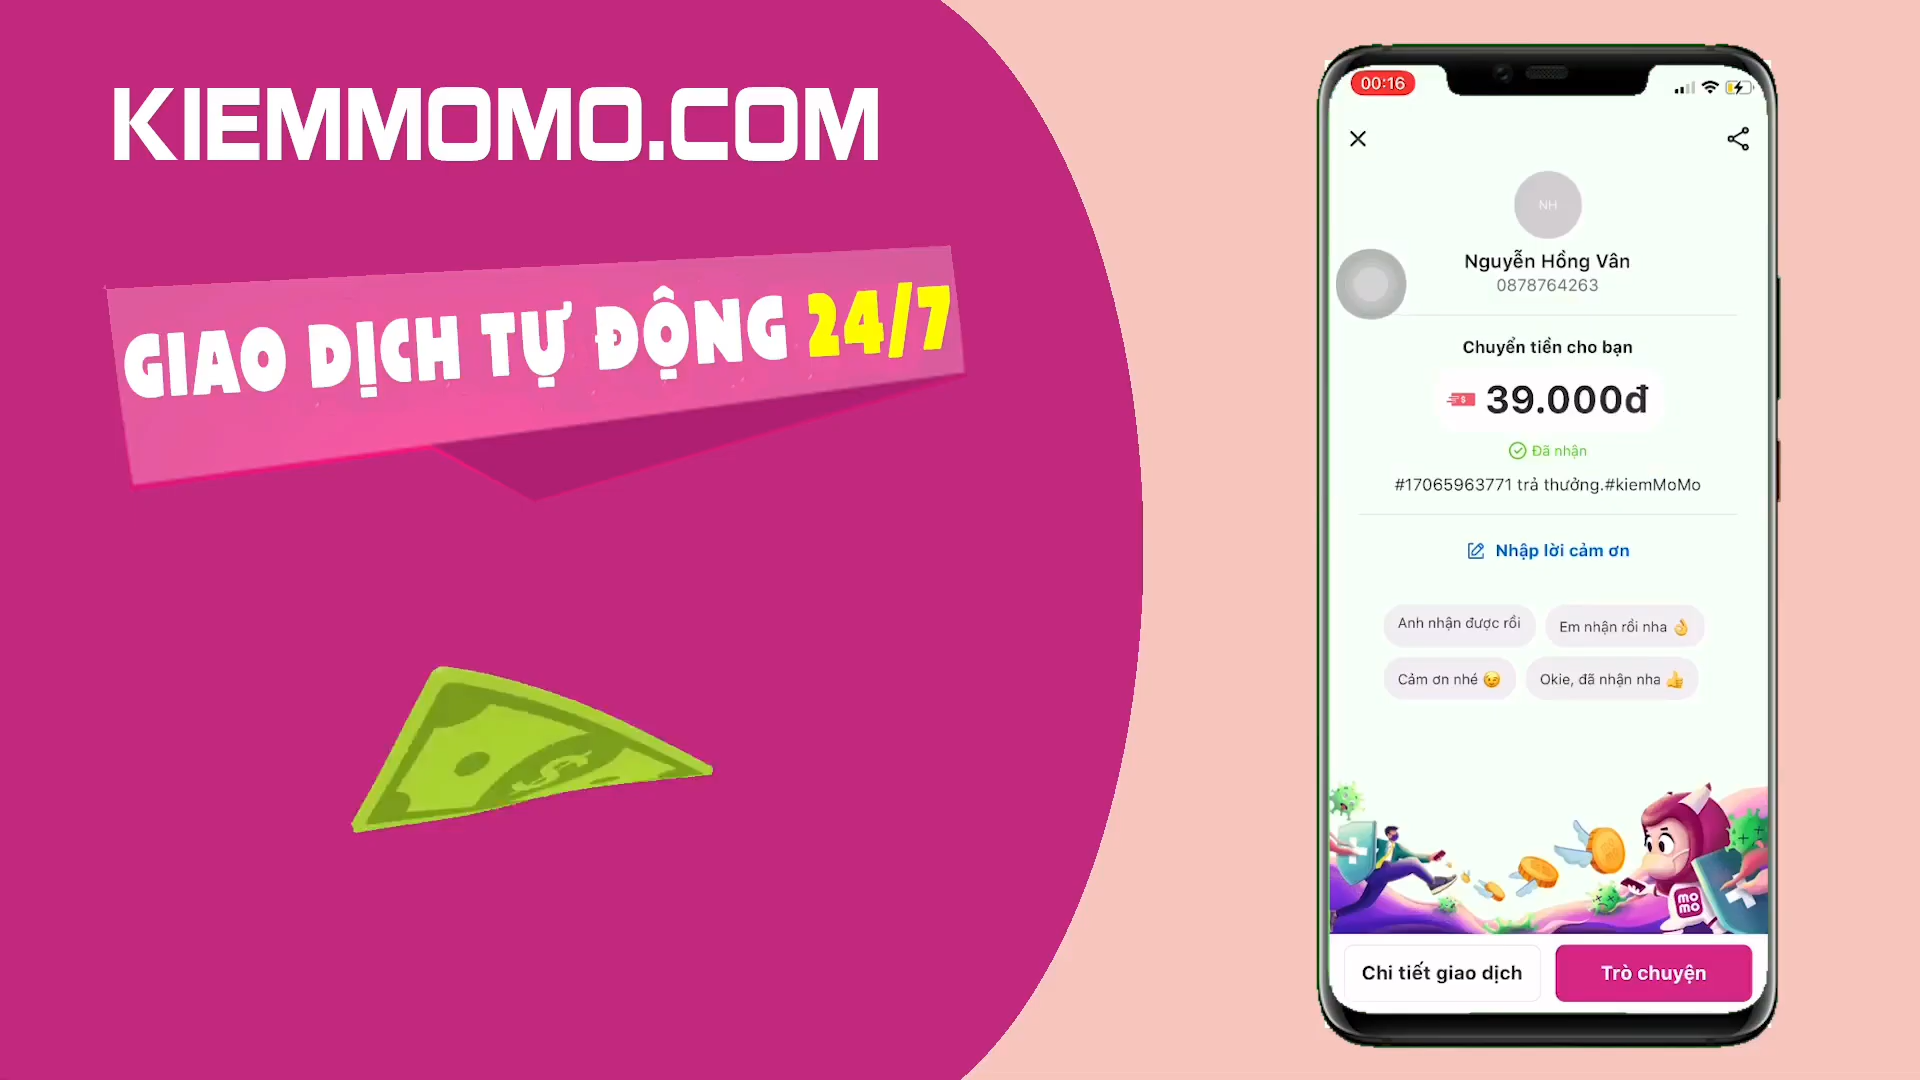 KIEMMOMO.COM
GIAO DỊCH TỰ ĐỘNG 24/7
00:16
NH
Nguyễn Hồng Vân
0878764263
Chuyển tiền cho bạn
39.000đ
Đã nhận
#17065963771 trả thưởng.#kiemMoMo
Nhập lời cảm ơn
Anh nhận được rồi
Em nhận rồi nha 👌
Cảm ơn nhé 😉
Okie, đã nhận nha 👍
mo
mo
Chi tiết giao dịch
Trò chuyện